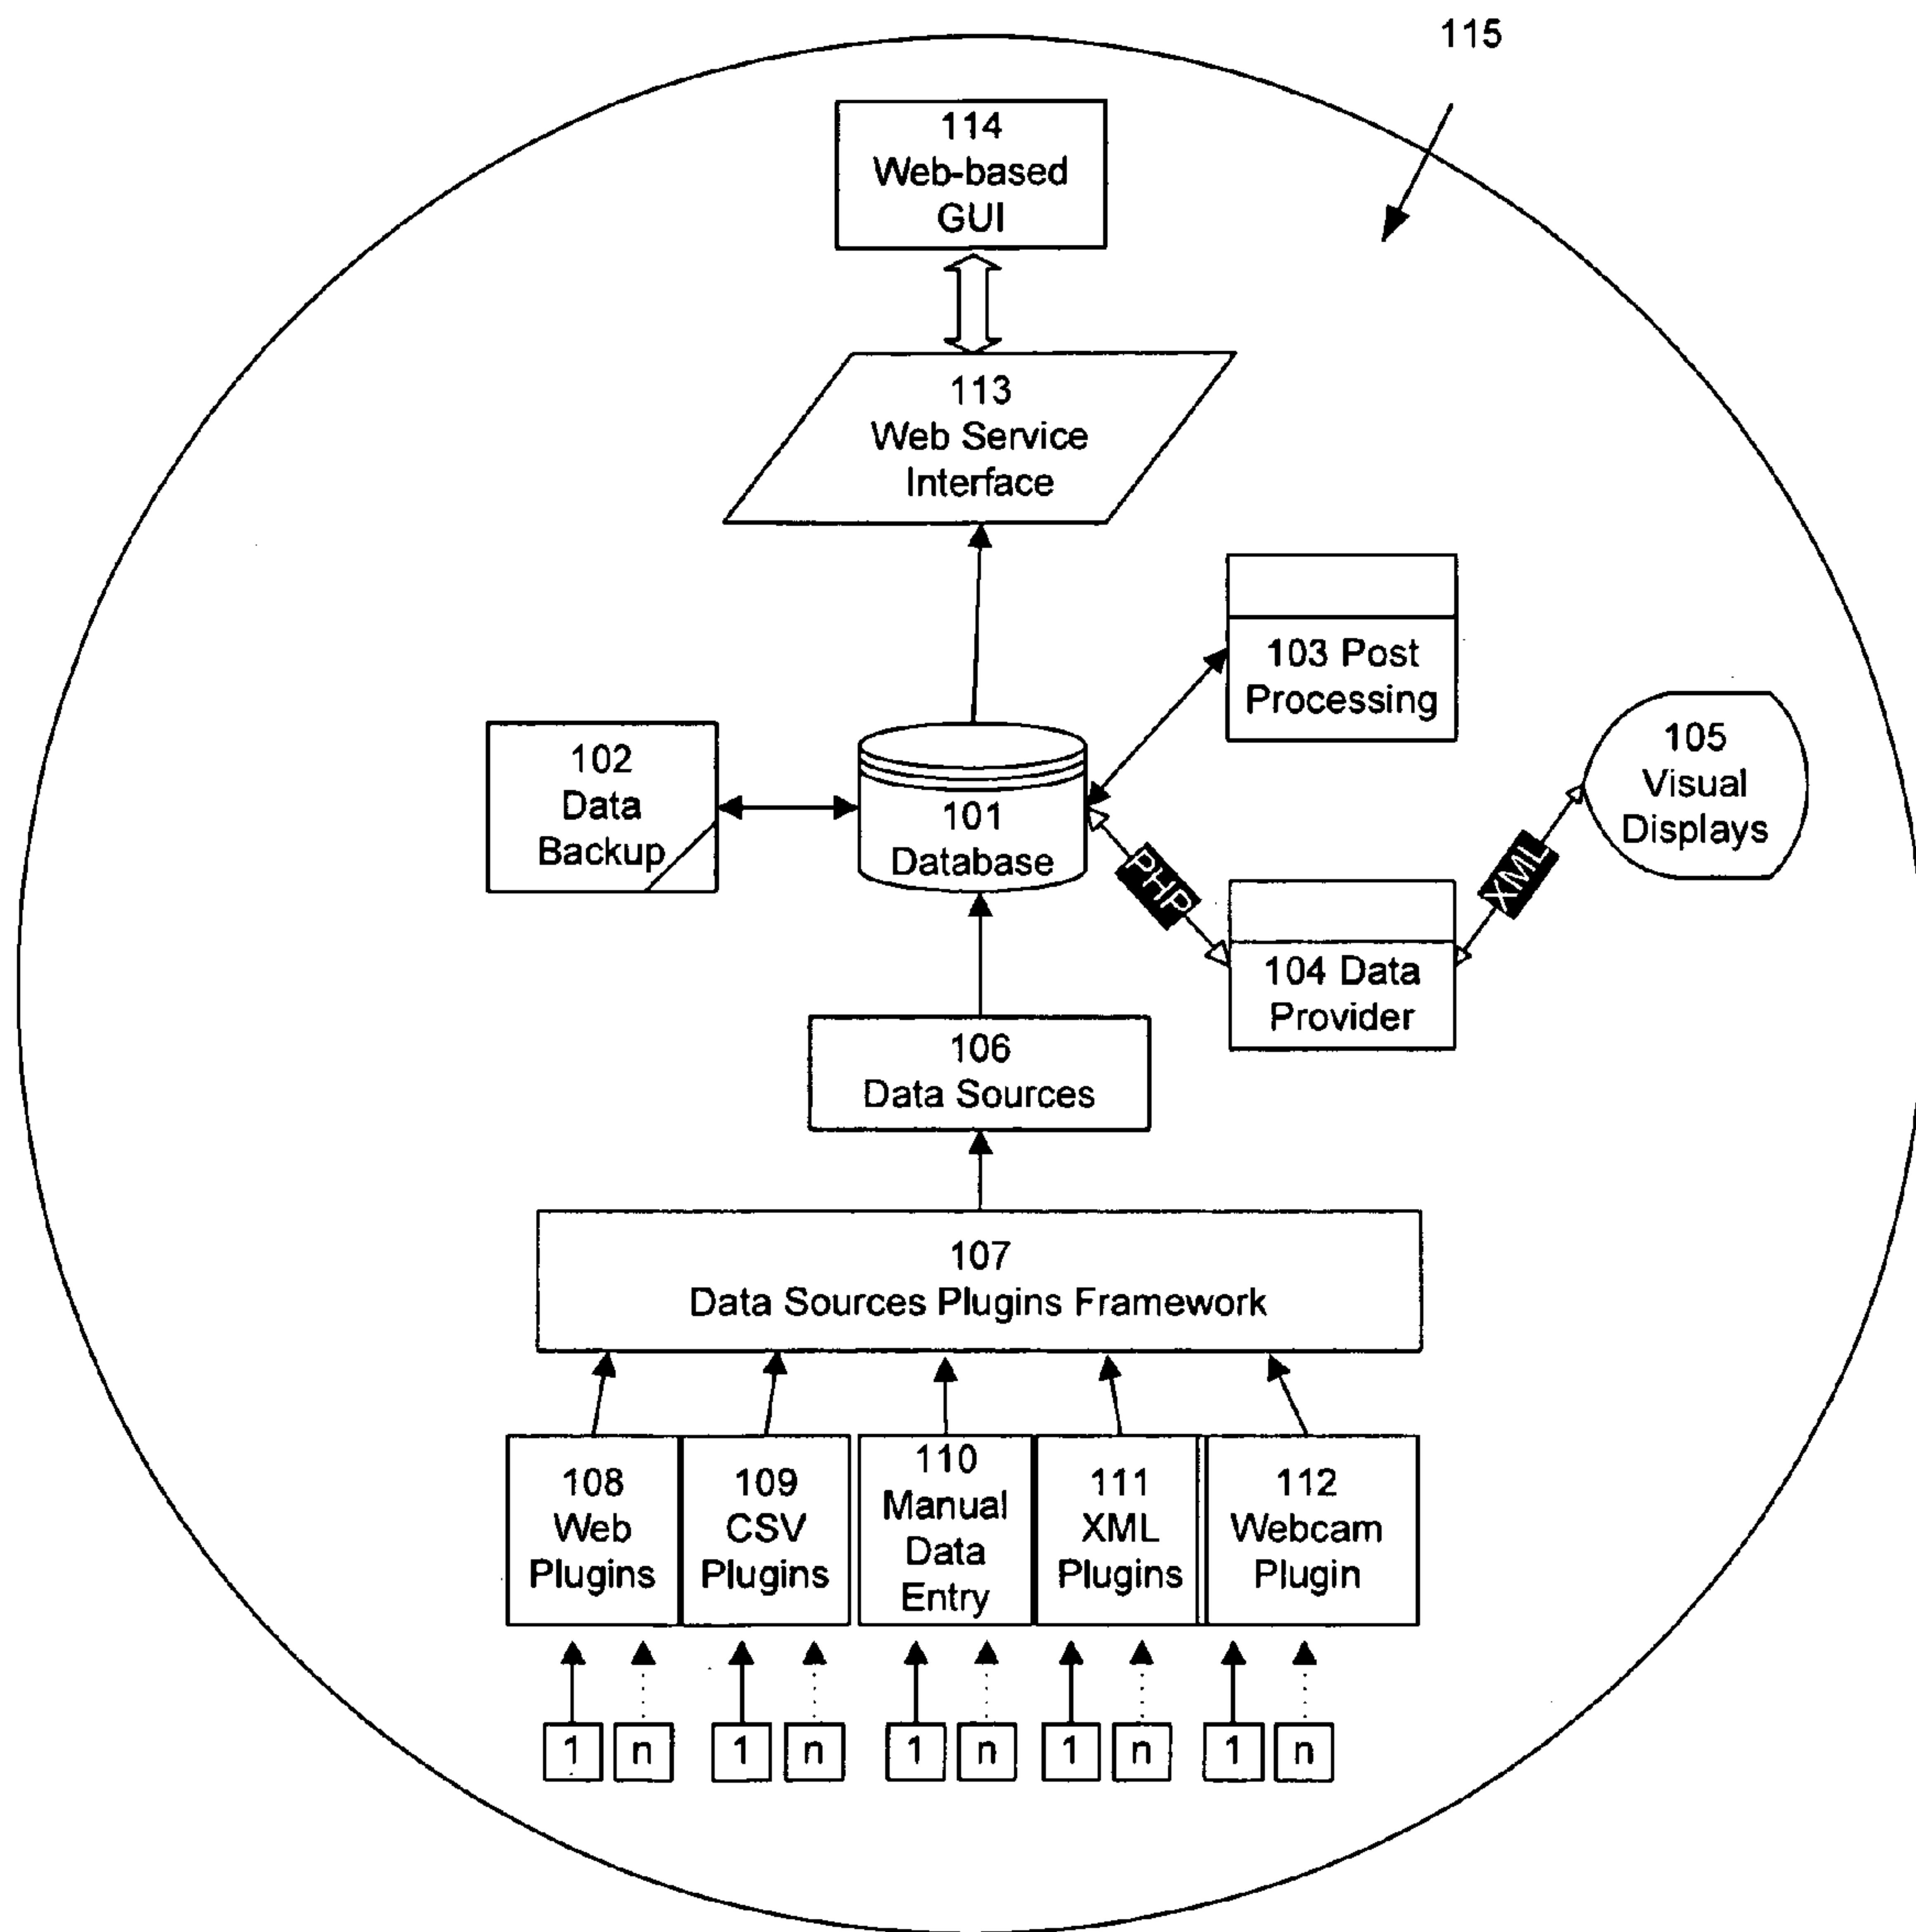 115
114
Web-based
GUI
113
Web Service
Interface
103 Post
Processing
102
Data
Backup
101
Database
105
Visual
Displays
PHP
XML
104 Data
Provider
106
Data Sources
107
Data Sources Plugins Framework
108
Web
Plugins
109
CSV
Plugins
110
Manual
Data
Entry
111
XML
Plugins
112
Webcam
Plugin
1 n 1 n 1 n 1 n 1 n